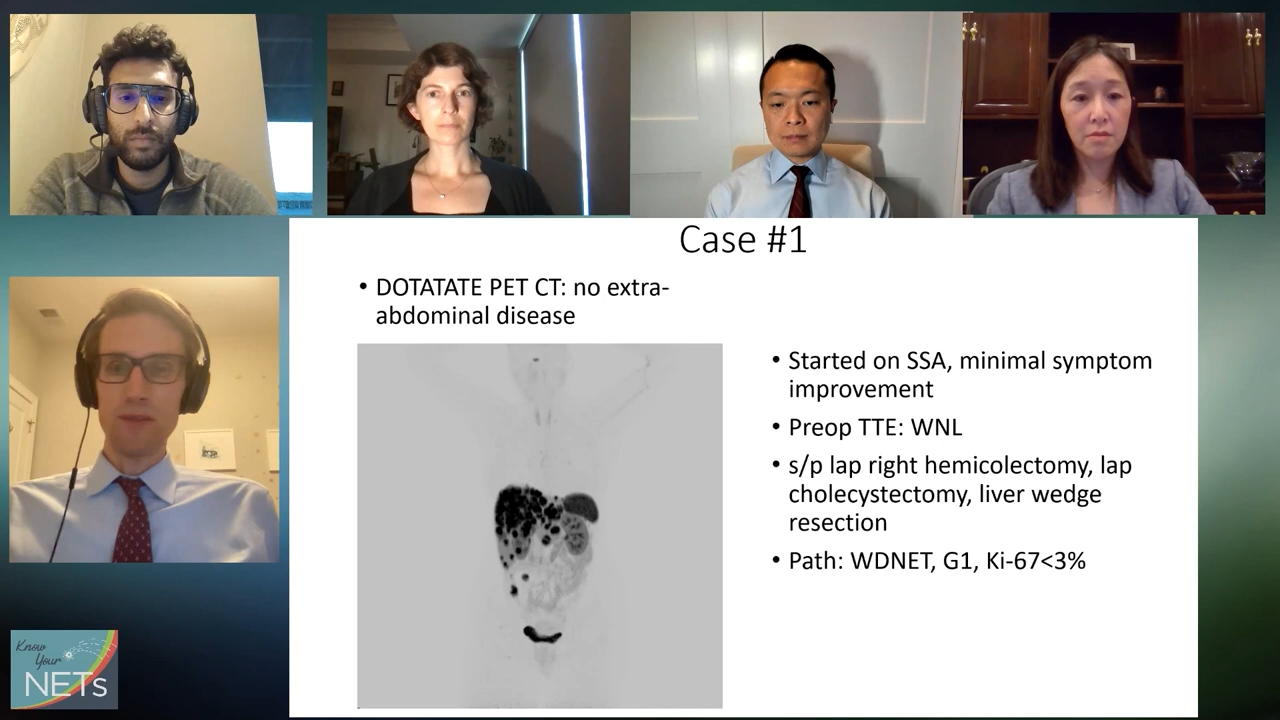 Case #1
• DOTATATE PET CT: no extra-
abdominal disease
• Started on SSA, minimal symptom
improvement
• Preop TTE: WNL
• s/p lap right hemicolectomy, lap
cholecystectomy, liver wedge
resection
• Path: WDNET, G1, Ki-67<3%
Know
Your
NETs